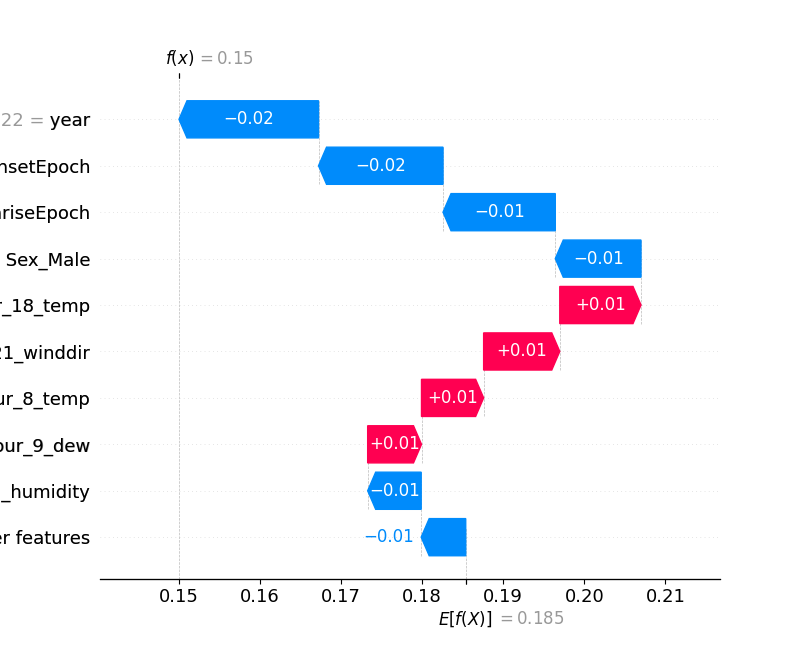 f(x) = 0.15
22 = year
−0.02
nsetEpoch
−0.02
riseEpoch
−0.01
Sex_Male
−0.01
_18_temp
+0.01
21_winddir
+0.01
ur_8_temp
+0.01
our_9_dew
+0.01
_humidity
−0.01
er features
−0.01
0.15 0.16 0.17 0.18 0.19 0.20 0.21
E[f(X)] = 0.185